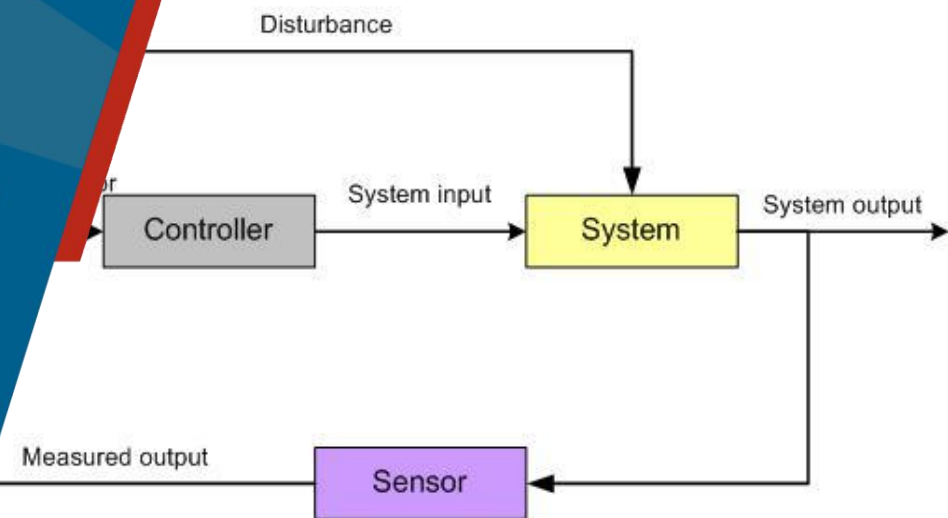 Disturbance
System input
System output
Controller
System
Measured output
Sensor